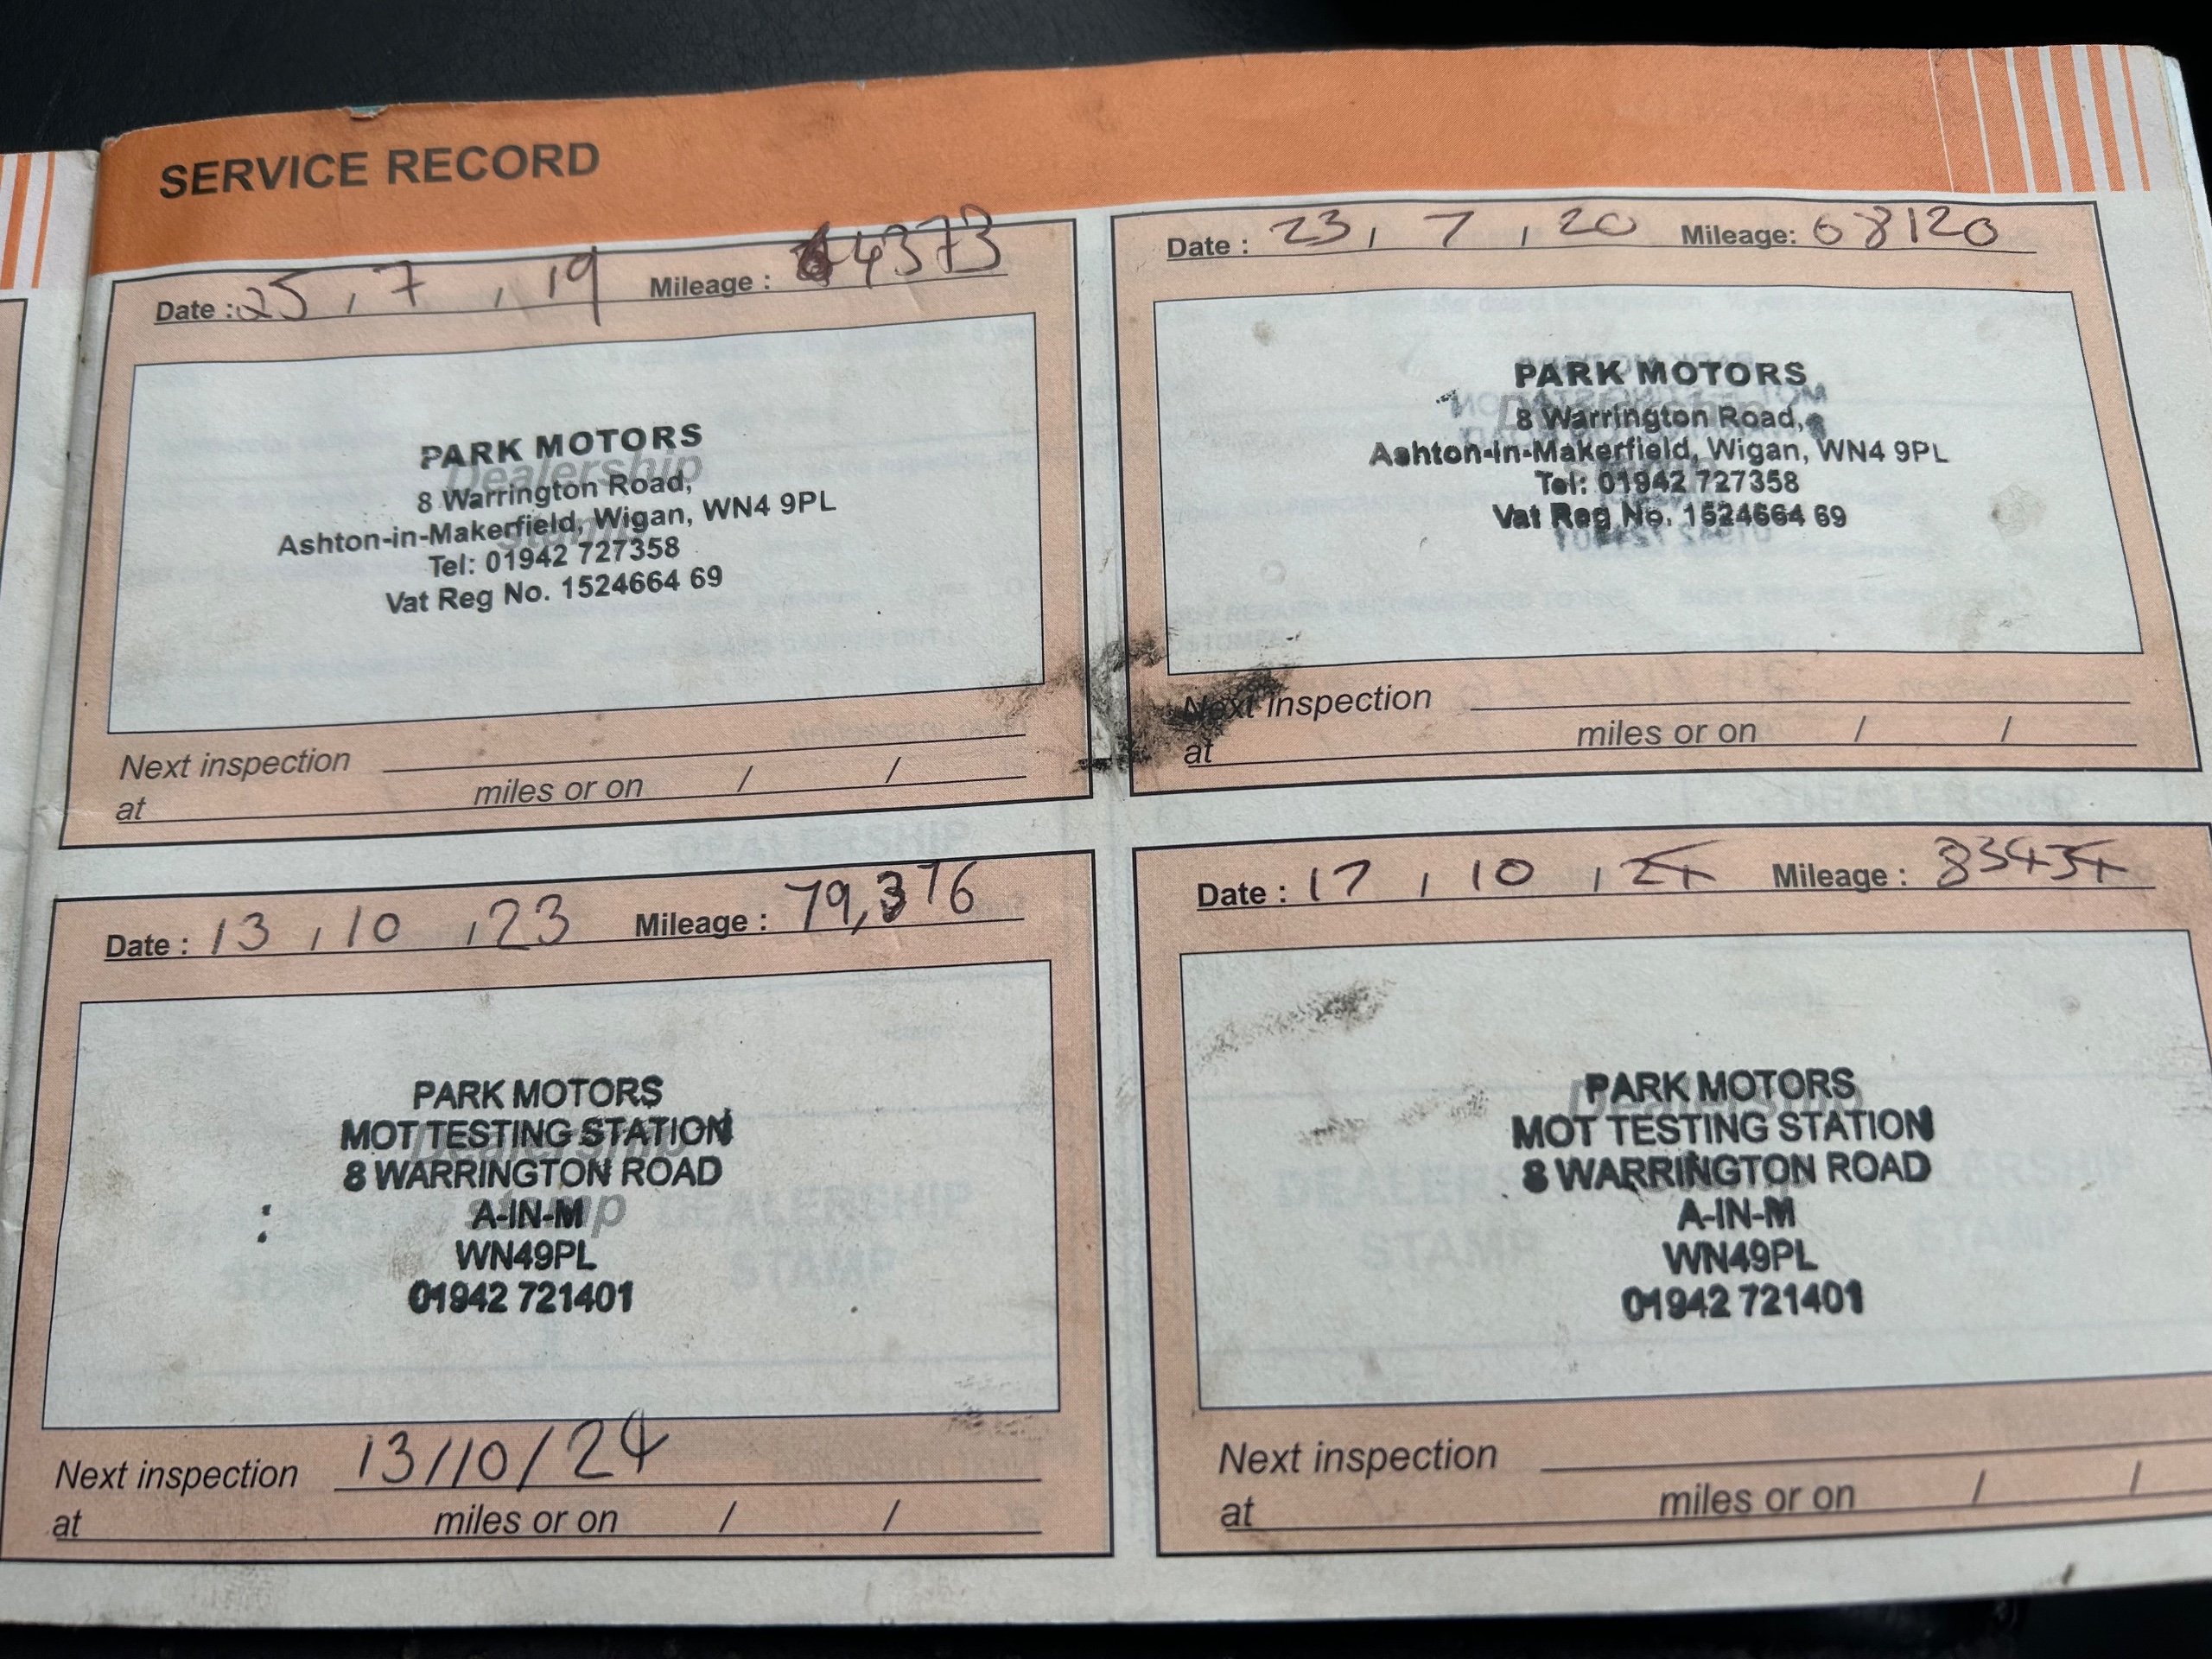 SERVICE RECORD
Date : 25 , 7 , 19 Mileage : 64373
PARK MOTORS
Dealership
8 Warrington Road,
stamp
Ashton-in-Makerfield, Wigan, WN4 9PL
Tel: 01942 727358
Vat Reg No. 1524664 69
Next inspection
at miles or on / /
Date : 23 , 7 , 20 Mileage: 68120
PARK MOTORS
8 Warrington Road,
Ashton-in-Makerfield, Wigan, WN4 9PL
Tel: 01942 727358
Vat Reg No. 1524664 69
Next inspection
at miles or on / /
Date : 13 , 10 , 23 Mileage : 79,376
PARK MOTORS
MOT TESTING STATION
Dealership
8 WARRINGTON ROAD
stamp
A-IN-M
WN49PL
01942 721401
Next inspection 13/10/24
at miles or on / /
Date : 17 , 10 , 24 Mileage : 83434
PARK MOTORS
MOT TESTING STATION
8 WARRINGTON ROAD
A-IN-M
WN49PL
01942 721401
Next inspection
at miles or on / /